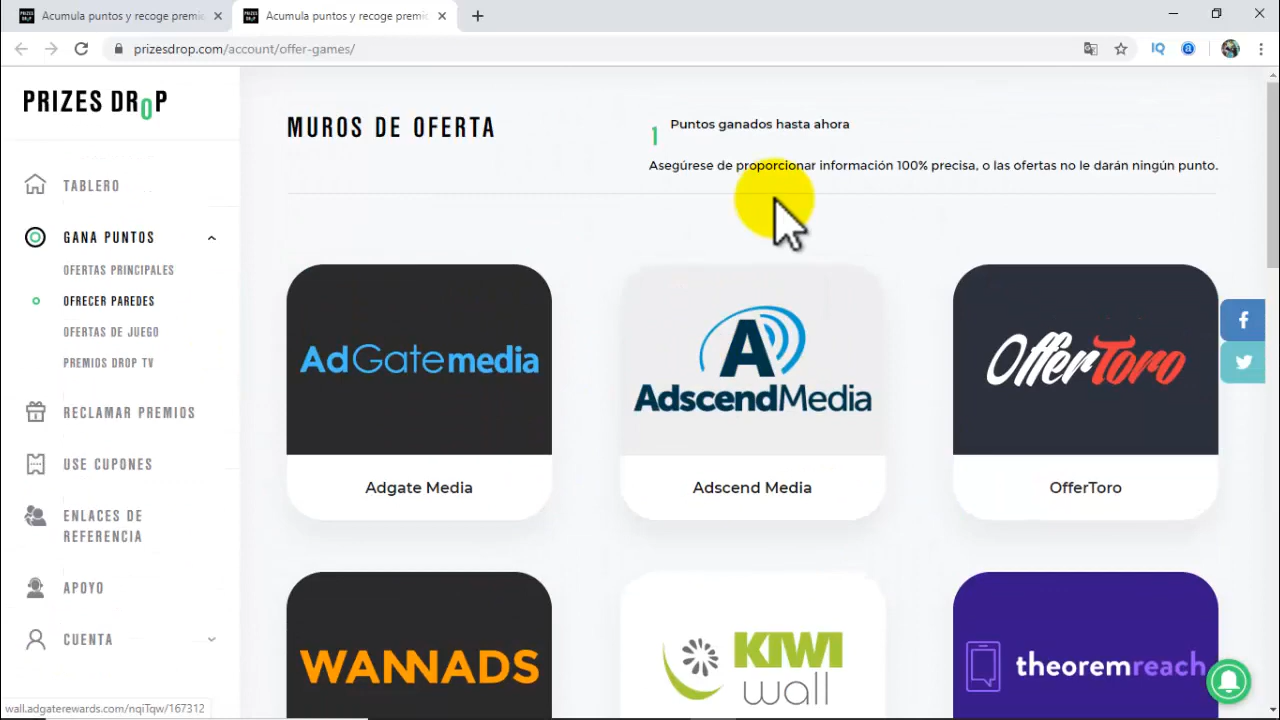 Acumula puntos y recoge premi
Acumula puntos y recoge premi
prizesdrop.com/account/offer-games/
PRIZES DROP
TABLERO
GANA PUNTOS
OFERTAS PRINCIPALES
OFRECER PAREDES
OFERTAS DE JUEGO
PREMIOS DROP TV
RECLAMAR PREMIOS
USE CUPONES
ENLACES DE
REFERENCIA
APOYO
CUENTA
MUROS DE OFERTA
1 Puntos ganados hasta ahora
Asegúrese de proporcionar información 100% precisa, o las ofertas no le darán ningún punto.
AdGatemedia
AdscendMedia
OfferToro
Adgate Media
Adscend Media
OfferToro
WANNADS
KIWI
wall
theoremreach
wall.adgaterewards.com/nqiTqw/167312